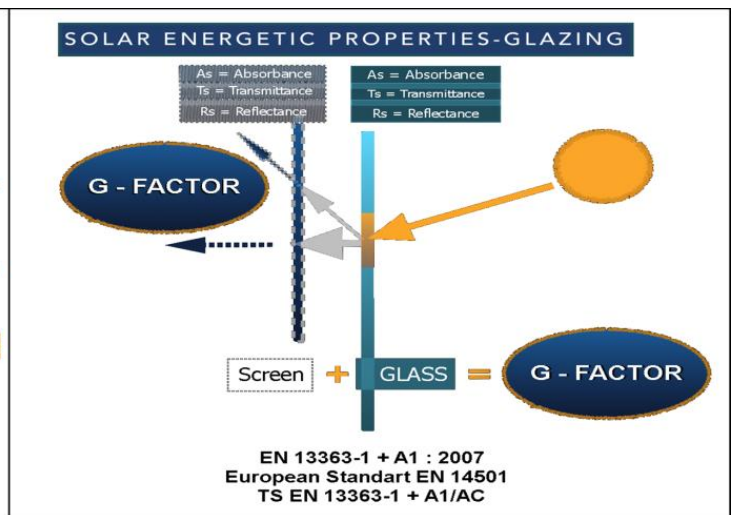 SOLAR ENERGETIC PROPERTIES-GLAZING
As = Absorbance
Ts = Transmittance
Rs = Reflectance
As = Absorbance
Ts = Transmittance
Rs = Reflectance
G - FACTOR
Screen + GLASS = G - FACTOR
EN 13363-1 + A1 : 2007
European Standart EN 14501
TS EN 13363-1 + A1/AC